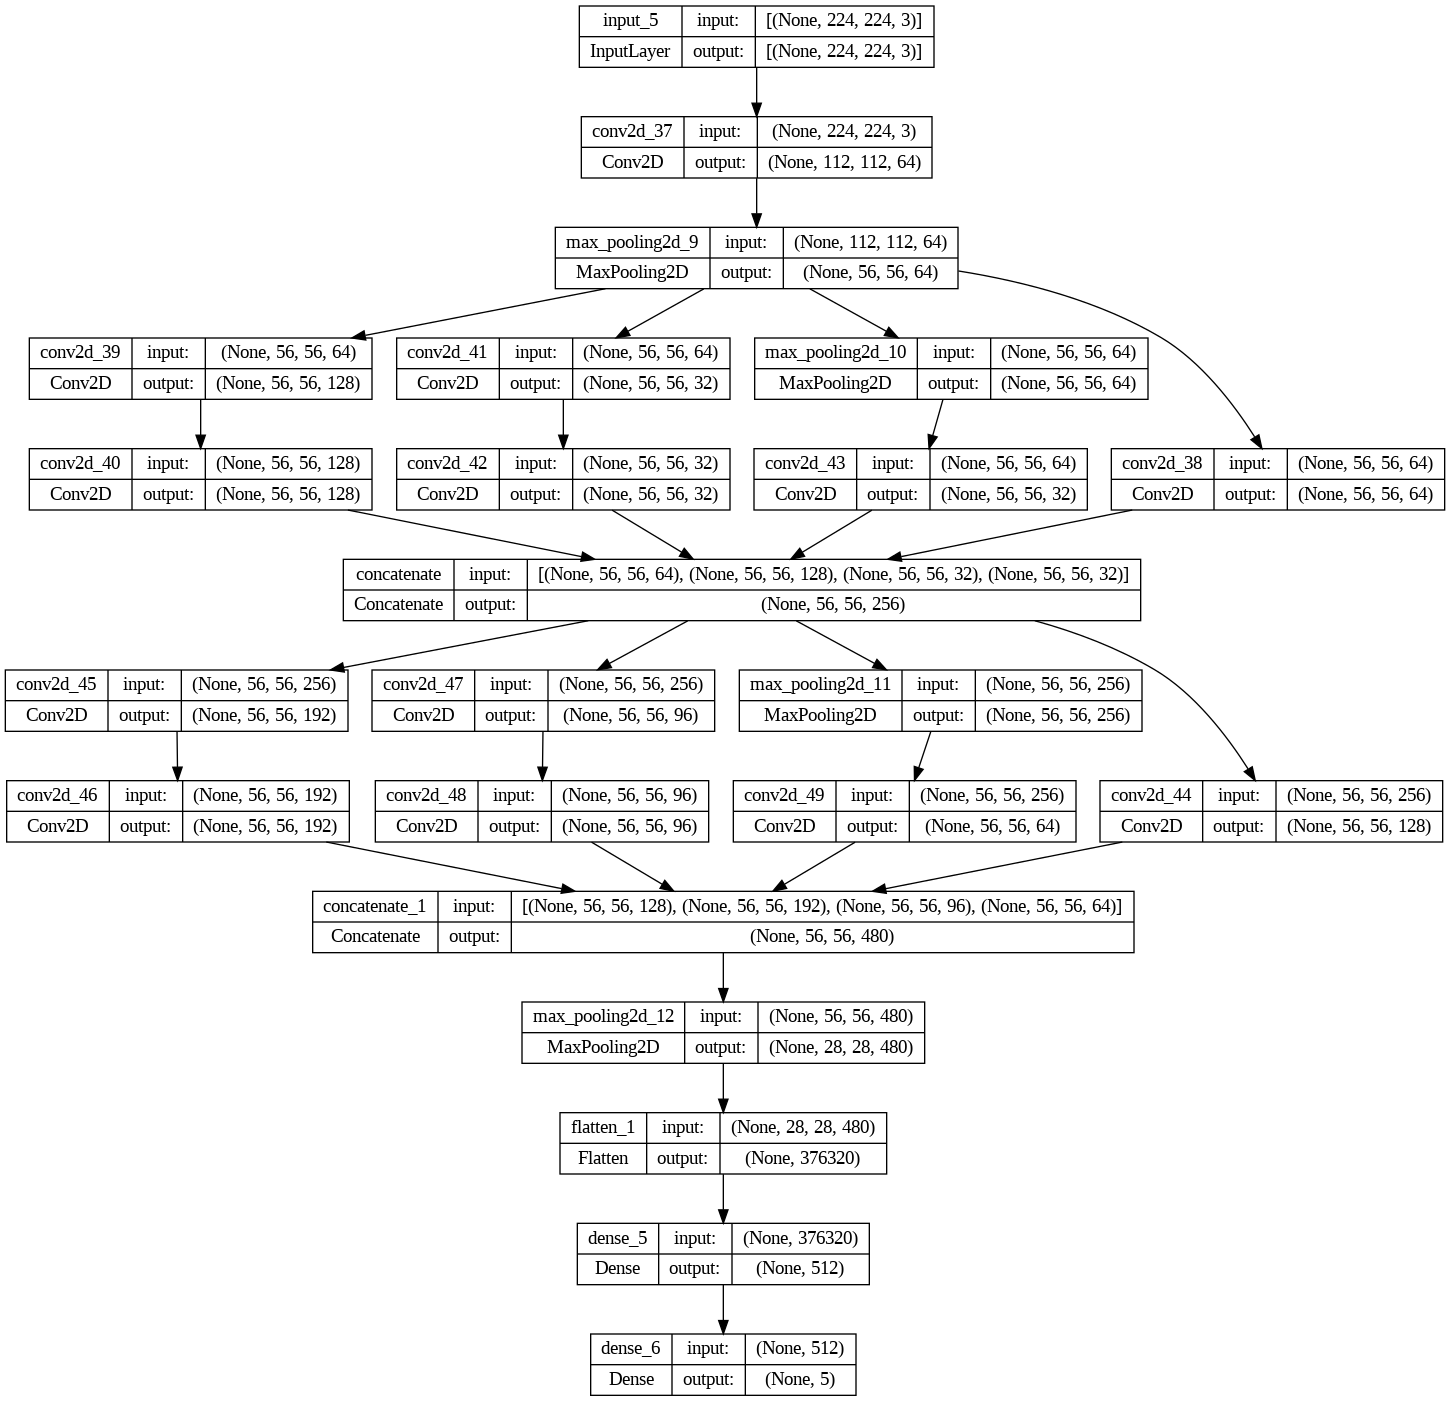 input_5 input: [(None, 224, 224, 3)]
InputLayer output: [(None, 224, 224, 3)]
conv2d_37 input: (None, 224, 224, 3)
Conv2D output: (None, 112, 112, 64)
max_pooling2d_9 input: (None, 112, 112, 64)
MaxPooling2D output: (None, 56, 56, 64)
conv2d_39 input: (None, 56, 56, 64)
Conv2D output: (None, 56, 56, 128)
conv2d_41 input: (None, 56, 56, 64)
Conv2D output: (None, 56, 56, 32)
max_pooling2d_10 input: (None, 56, 56, 64)
MaxPooling2D output: (None, 56, 56, 64)
conv2d_40 input: (None, 56, 56, 128)
Conv2D output: (None, 56, 56, 128)
conv2d_42 input: (None, 56, 56, 32)
Conv2D output: (None, 56, 56, 32)
conv2d_43 input: (None, 56, 56, 64)
Conv2D output: (None, 56, 56, 32)
conv2d_38 input: (None, 56, 56, 64)
Conv2D output: (None, 56, 56, 64)
concatenate input: [(None, 56, 56, 64), (None, 56, 56, 128), (None, 56, 56, 32), (None, 56, 56, 32)]
Concatenate output: (None, 56, 56, 256)
conv2d_45 input: (None, 56, 56, 256)
Conv2D output: (None, 56, 56, 192)
conv2d_47 input: (None, 56, 56, 256)
Conv2D output: (None, 56, 56, 96)
max_pooling2d_11 input: (None, 56, 56, 256)
MaxPooling2D output: (None, 56, 56, 256)
conv2d_46 input: (None, 56, 56, 192)
Conv2D output: (None, 56, 56, 192)
conv2d_48 input: (None, 56, 56, 96)
Conv2D output: (None, 56, 56, 96)
conv2d_49 input: (None, 56, 56, 256)
Conv2D output: (None, 56, 56, 64)
conv2d_44 input: (None, 56, 56, 256)
Conv2D output: (None, 56, 56, 128)
concatenate_1 input: [(None, 56, 56, 128), (None, 56, 56, 192), (None, 56, 56, 96), (None, 56, 56, 64)]
Concatenate output: (None, 56, 56, 480)
max_pooling2d_12 input: (None, 56, 56, 480)
MaxPooling2D output: (None, 28, 28, 480)
flatten_1 input: (None, 28, 28, 480)
Flatten output: (None, 376320)
dense_5 input: (None, 376320)
Dense output: (None, 512)
dense_6 input: (None, 512)
Dense output: (None, 5)